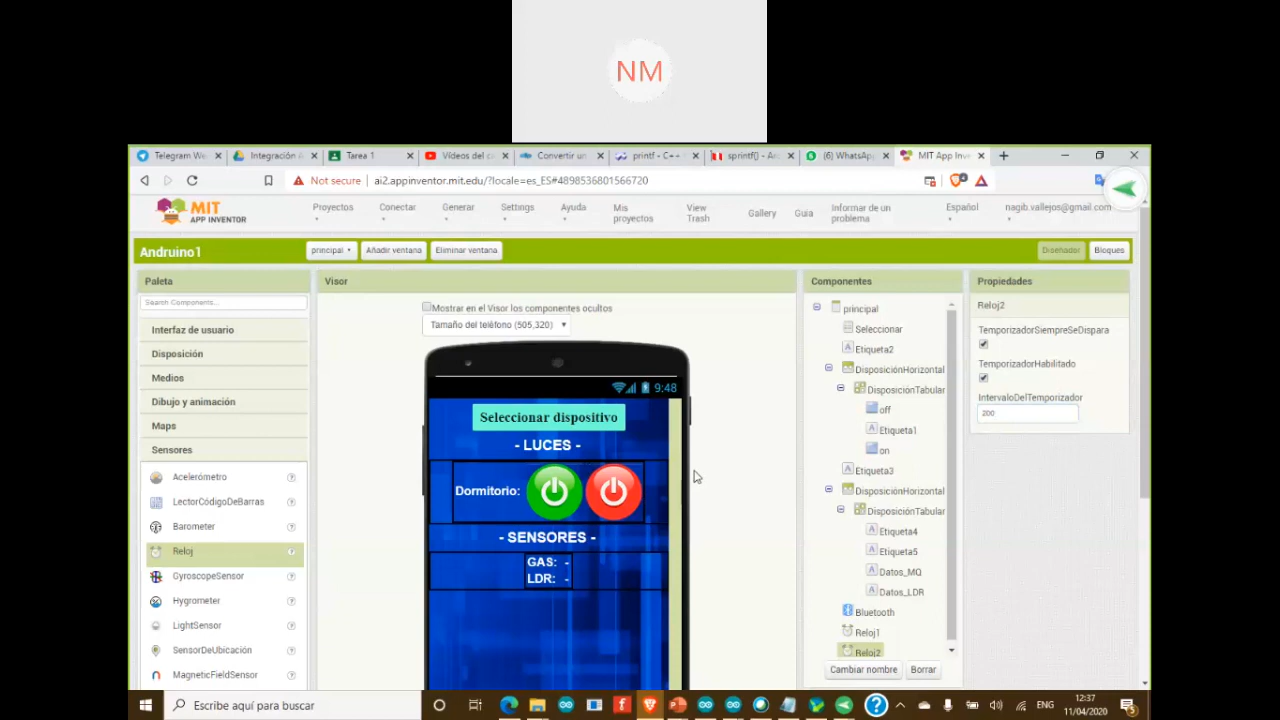 NM
Telegram We
Integración A
Tarea 1
Vídeos del ca
Convertir un
printf - C++
sprintf() - Ard
(6) WhatsApp
MIT App Inve
Not secure
ai2.appinventor.mit.edu/?locale=es_ES#4898536801566720
MIT
APP INVENTOR
Proyectos
Conectar
Generar
Settings
Ayuda
Mis
proyectos
View
Trash
Gallery
Guia
Informar de un
problema
Español
nagib.vallejos@gmail.com
Andruino1
principal
Añadir ventana
Eliminar ventana
Diseñador
Bloques
Paleta
Search Components...
Interfaz de usuario
Disposición
Medios
Dibujo y animación
Maps
Sensores
Acelerómetro
LectorCódigoDeBarras
Barometer
Reloj
GyroscopeSensor
Hygrometer
LightSensor
SensorDeUbicación
MagneticFieldSensor
Visor
Mostrar en el Visor los componentes ocultos
Tamaño del teléfono (505,320)
9:48
Seleccionar dispositivo
- LUCES -
Dormitorio:
- SENSORES -
GAS: -
LDR: -
Componentes
principal
Seleccionar
Etiqueta2
DisposiciónHorizontal
DisposiciónTabular
off
Etiqueta1
on
Etiqueta3
DisposiciónHorizontal
DisposiciónTabular
Etiqueta4
Etiqueta5
Datos_MQ
Datos_LDR
Bluetooth
Reloj1
Reloj2
Cambiar nombre
Borrar
Propiedades
Reloj2
TemporizadorSiempreSeDispara
TemporizadorHabilitado
IntervaloDelTemporizador
200
Escribe aquí para buscar
ENG
12:37
11/04/2020
5